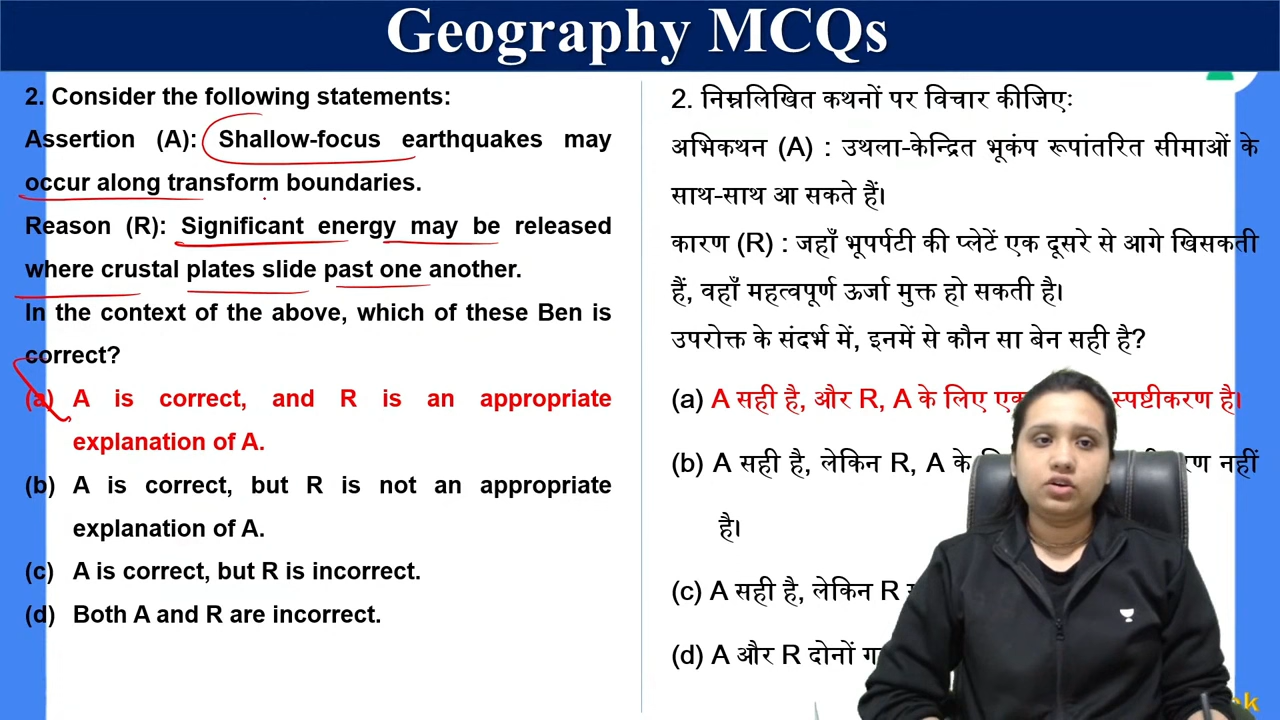 Geography MCQs
2. Consider the following statements:
Assertion (A): Shallow-focus earthquakes may
occur along transform boundaries.
Reason (R): Significant energy may be released
where crustal plates slide past one another.
In the context of the above, which of these Ben is
correct?
(a) A is correct, and R is an appropriate
explanation of A.
(b) A is correct, but R is not an appropriate
explanation of A.
(c) A is correct, but R is incorrect.
(d) Both A and R are incorrect.
2. निम्नलिखित कथनों पर विचार कीजिएः
अभिकथन (A) : उथला-केन्द्रित भूकंप रूपांतरित सीमाओं के
साथ-साथ आ सकते हैं।
कारण (R) : जहाँ भूपर्पटी की प्लेटें एक दूसरे से आगे खिसकती
हैं, वहाँ महत्वपूर्ण ऊर्जा मुक्त हो सकती है।
उपरोक्त के संदर्भ में, इनमें से कौन सा बेन सही है?
(a) A सही है, और R, A के लिए स्पष्टीकरण है।
(b) A सही है, लेकिन R, A के नहीं
है।
(c) A सही है, लेकिन R
(d) A और R दोनों